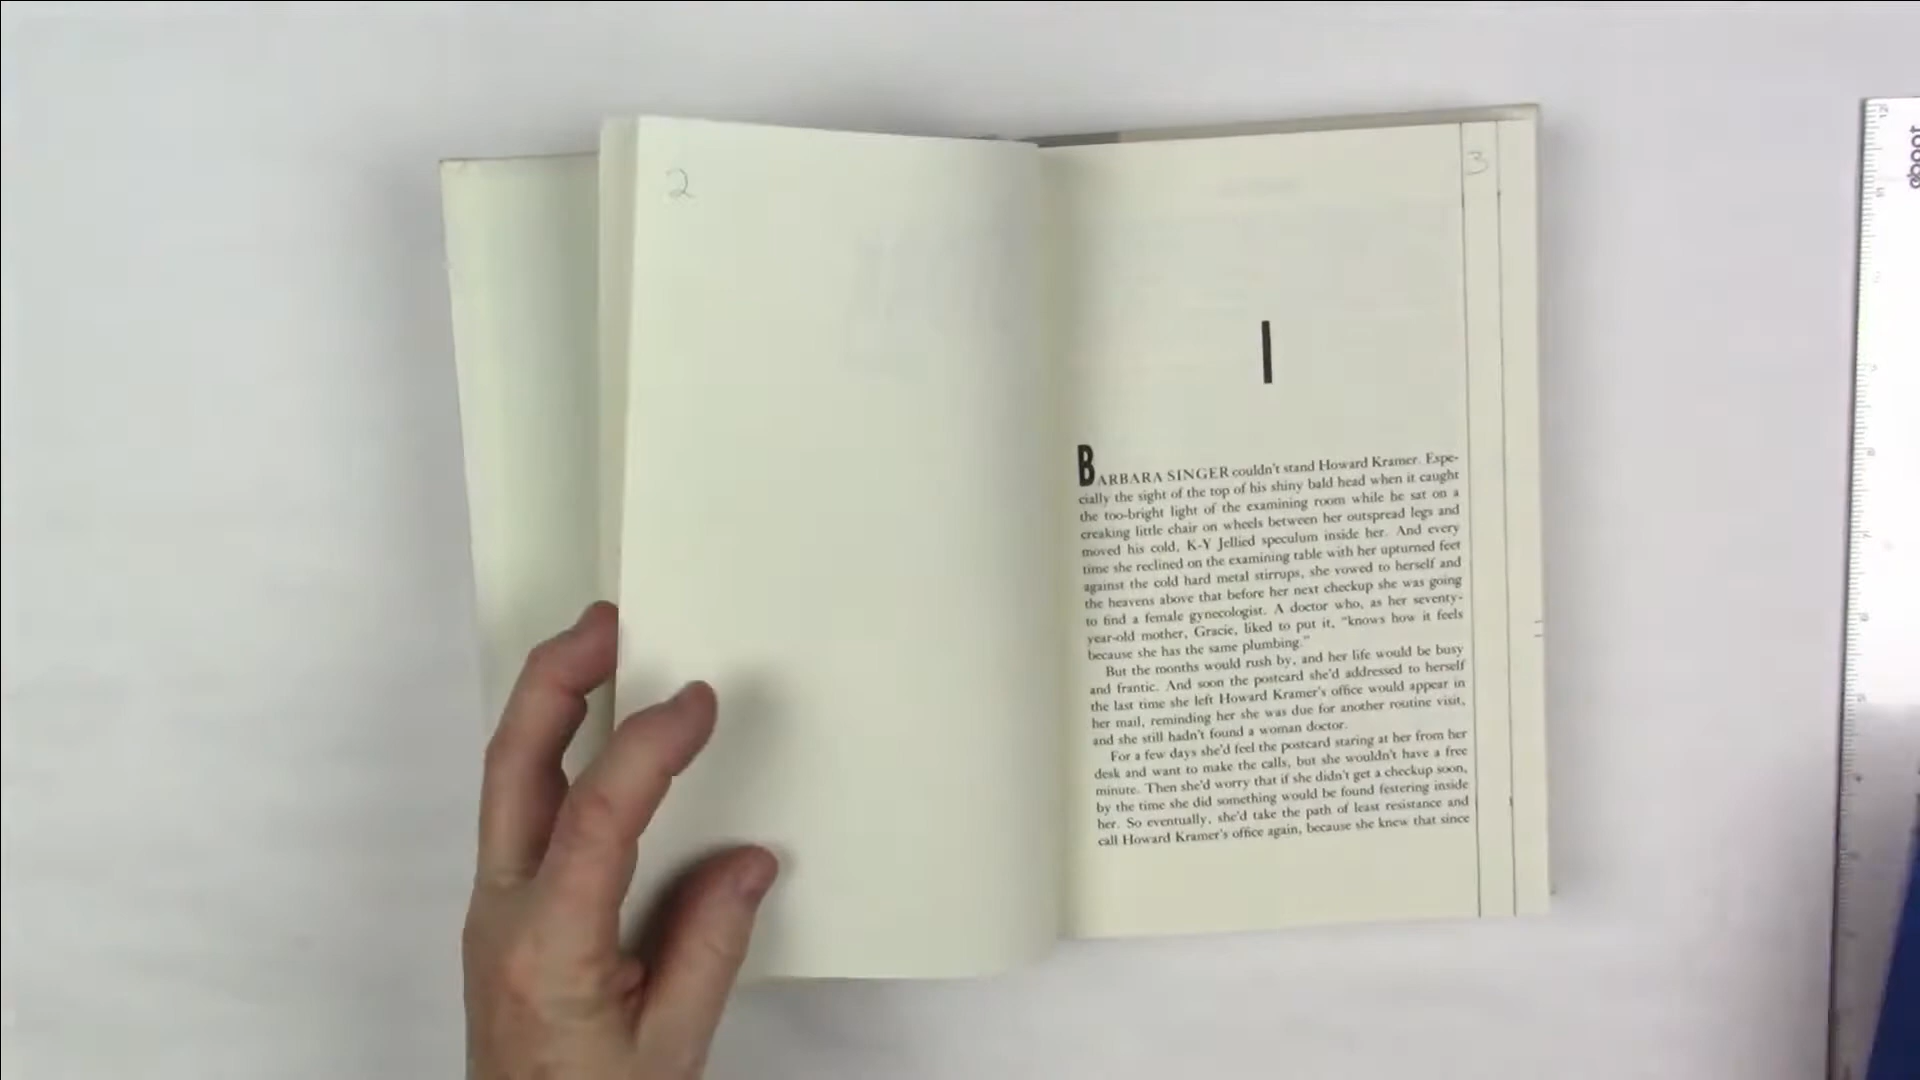 2
3
1
BARBARA SINGER couldn't stand Howard Kramer. Espe-
cially the sight of the top of his shiny bald head when it caught
the too-bright light of the examining room while he sat on a
creaking little chair on wheels between her outspread legs and
moved his cold, K-Y Jellied speculum inside her. And every
time she reclined on the examining table with her upturned feet
against the cold hard metal stirrups, she vowed to herself and
the heavens above that before her next checkup she was going
to find a female gynecologist. A doctor who, as her seventy-
year-old mother, Gracie, liked to put it, "knows how it feels
because she has the same plumbing."
But the months would rush by, and her life would be busy
and frantic. And soon the postcard she'd addressed to herself
the last time she left Howard Kramer's office would appear in
her mail, reminding her she was due for another routine visit,
and she still hadn't found a woman doctor.
For a few days she'd feel the postcard staring at her from her
desk and want to make the calls, but she wouldn't have a free
minute. Then she'd worry that if she didn't get a checkup soon,
by the time she did something would be found festering inside
her. So eventually, she'd take the path of least resistance and
call Howard Kramer's office again, because she knew that since
12
11